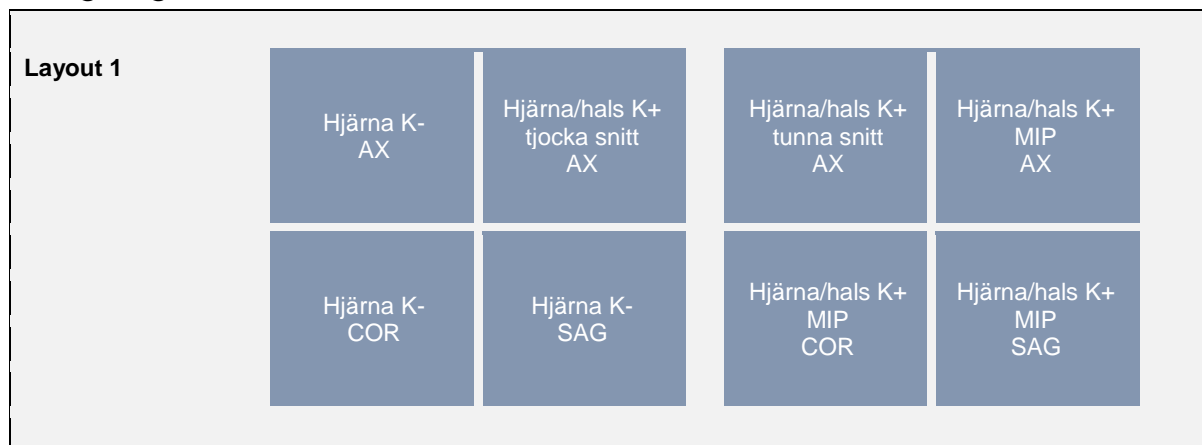 Layout 1
Hjärna K-
AX
Hjärna/hals K+
tjocka snitt
AX
Hjärna/hals K+
tunna snitt
AX
Hjärna/hals K+
MIP
AX
Hjärna K-
COR
Hjärna K-
SAG
Hjärna/hals K+
MIP
COR
Hjärna/hals K+
MIP
SAG